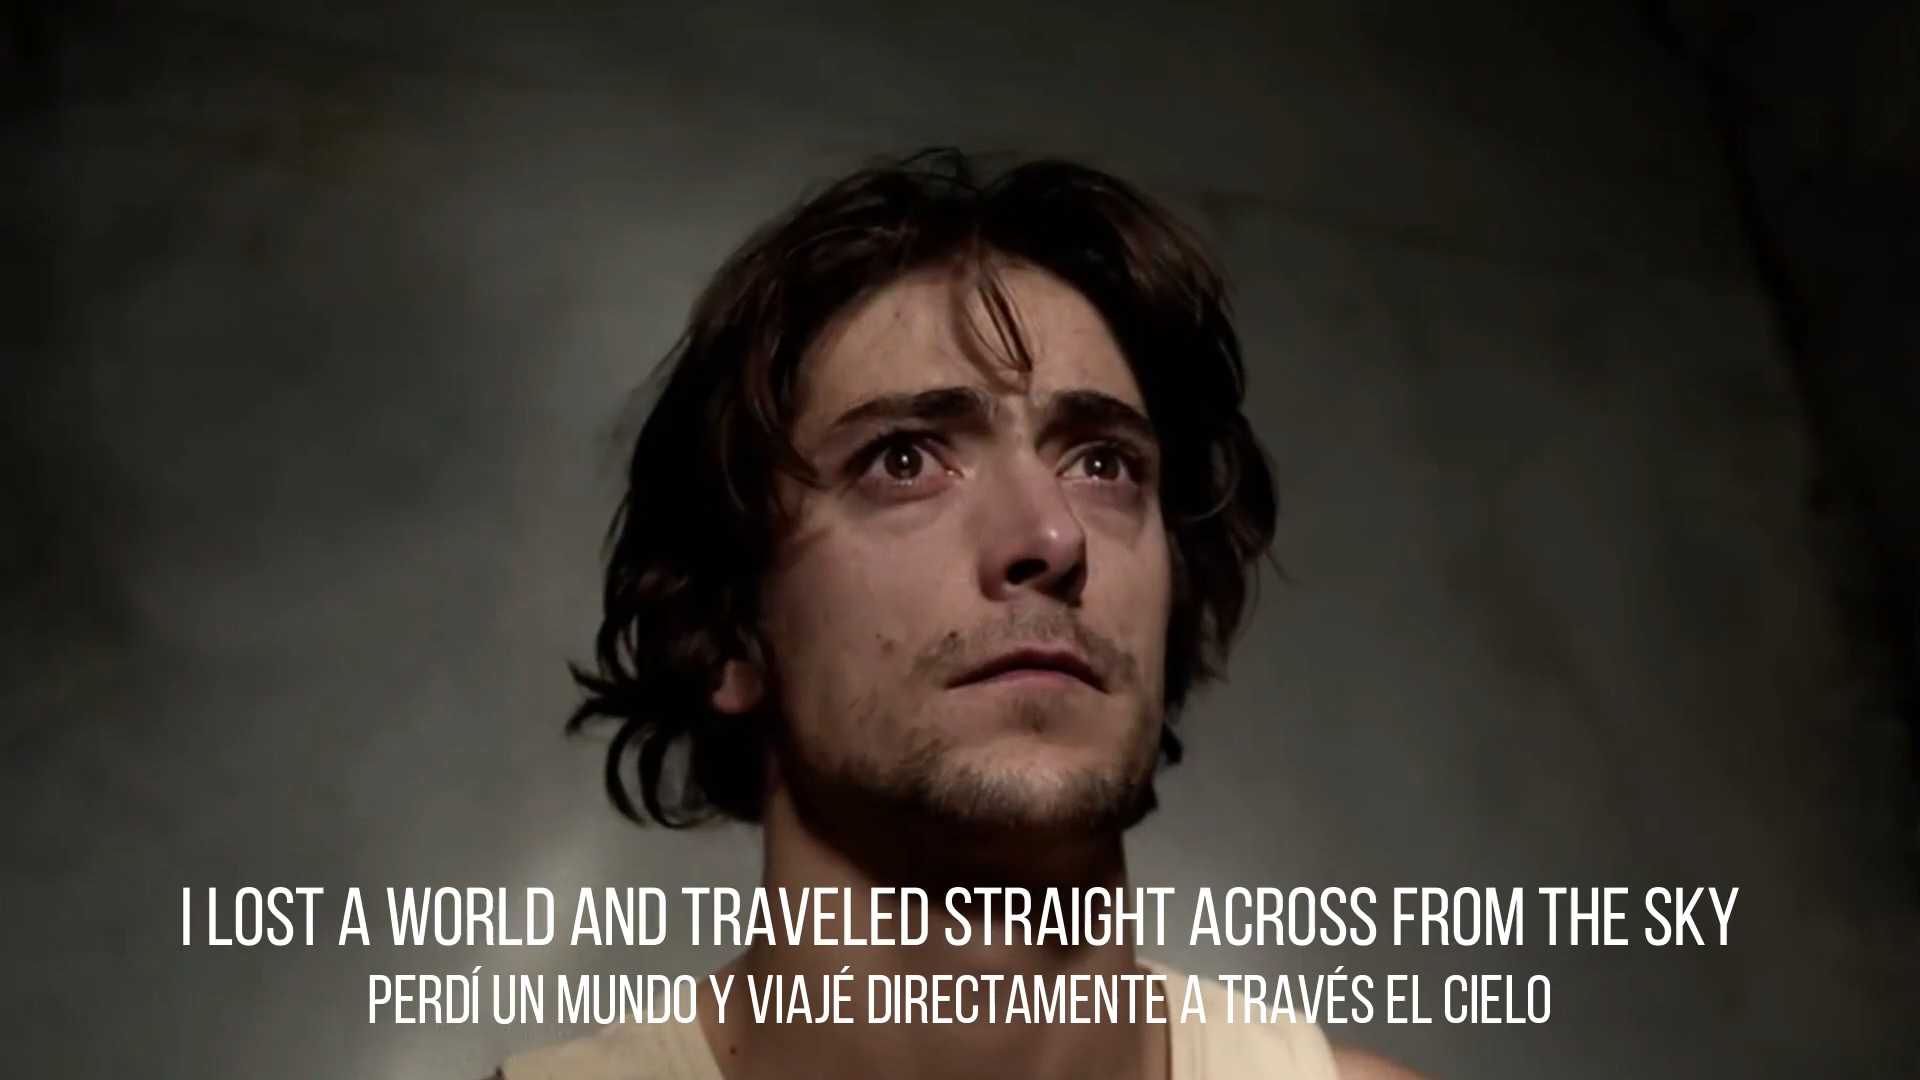 I LOST A WORLD AND TRAVELED STRAIGHT ACROSS FROM THE SKY
PERDÍ UN MUNDO Y VIAJÉ DIRECTAMENTE A TRAVÉS EL CIELO